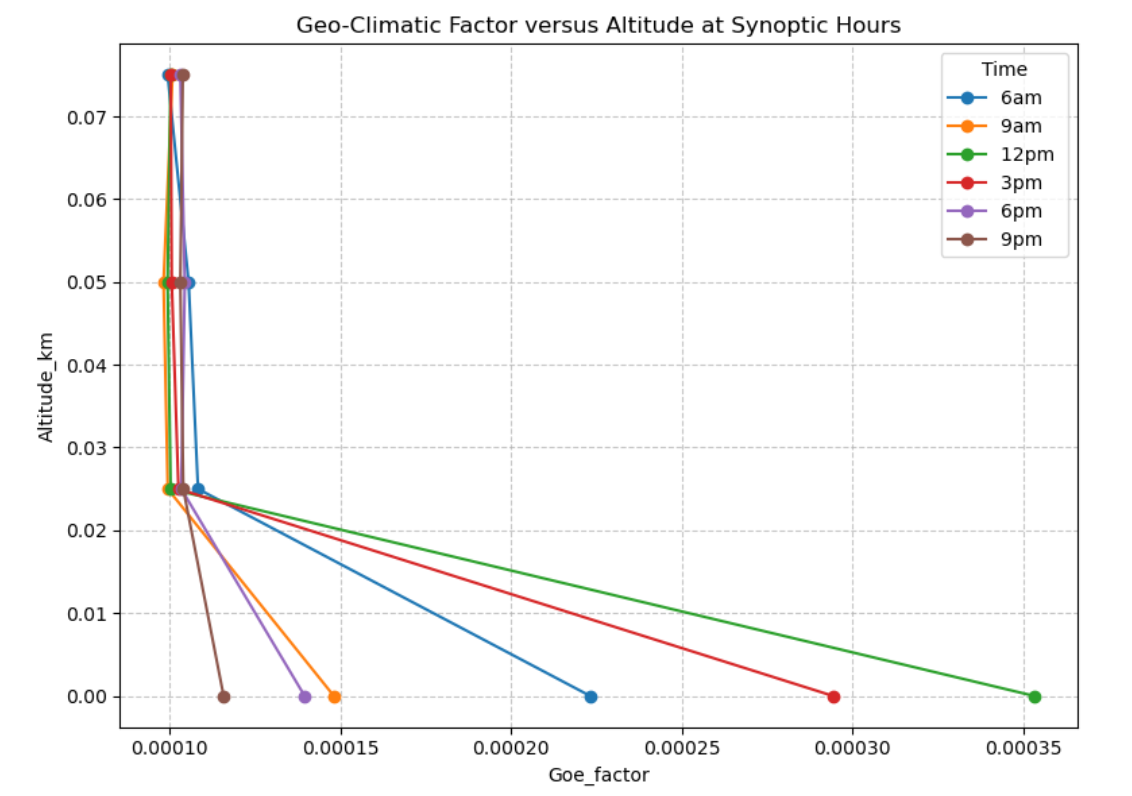 Geo-Climatic Factor versus Altitude at Synoptic Hours
Time
6am
9am
12pm
3pm
6pm
9pm
Altitude_km
0.07
0.06
0.05
0.04
0.03
0.02
0.01
0.00
0.00010 0.00015 0.00020 0.00025 0.00030 0.00035
Goe_factor